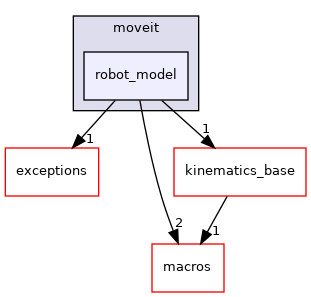 moveit
robot_model
1
1
exceptions
kinematics_base
2
1
macros